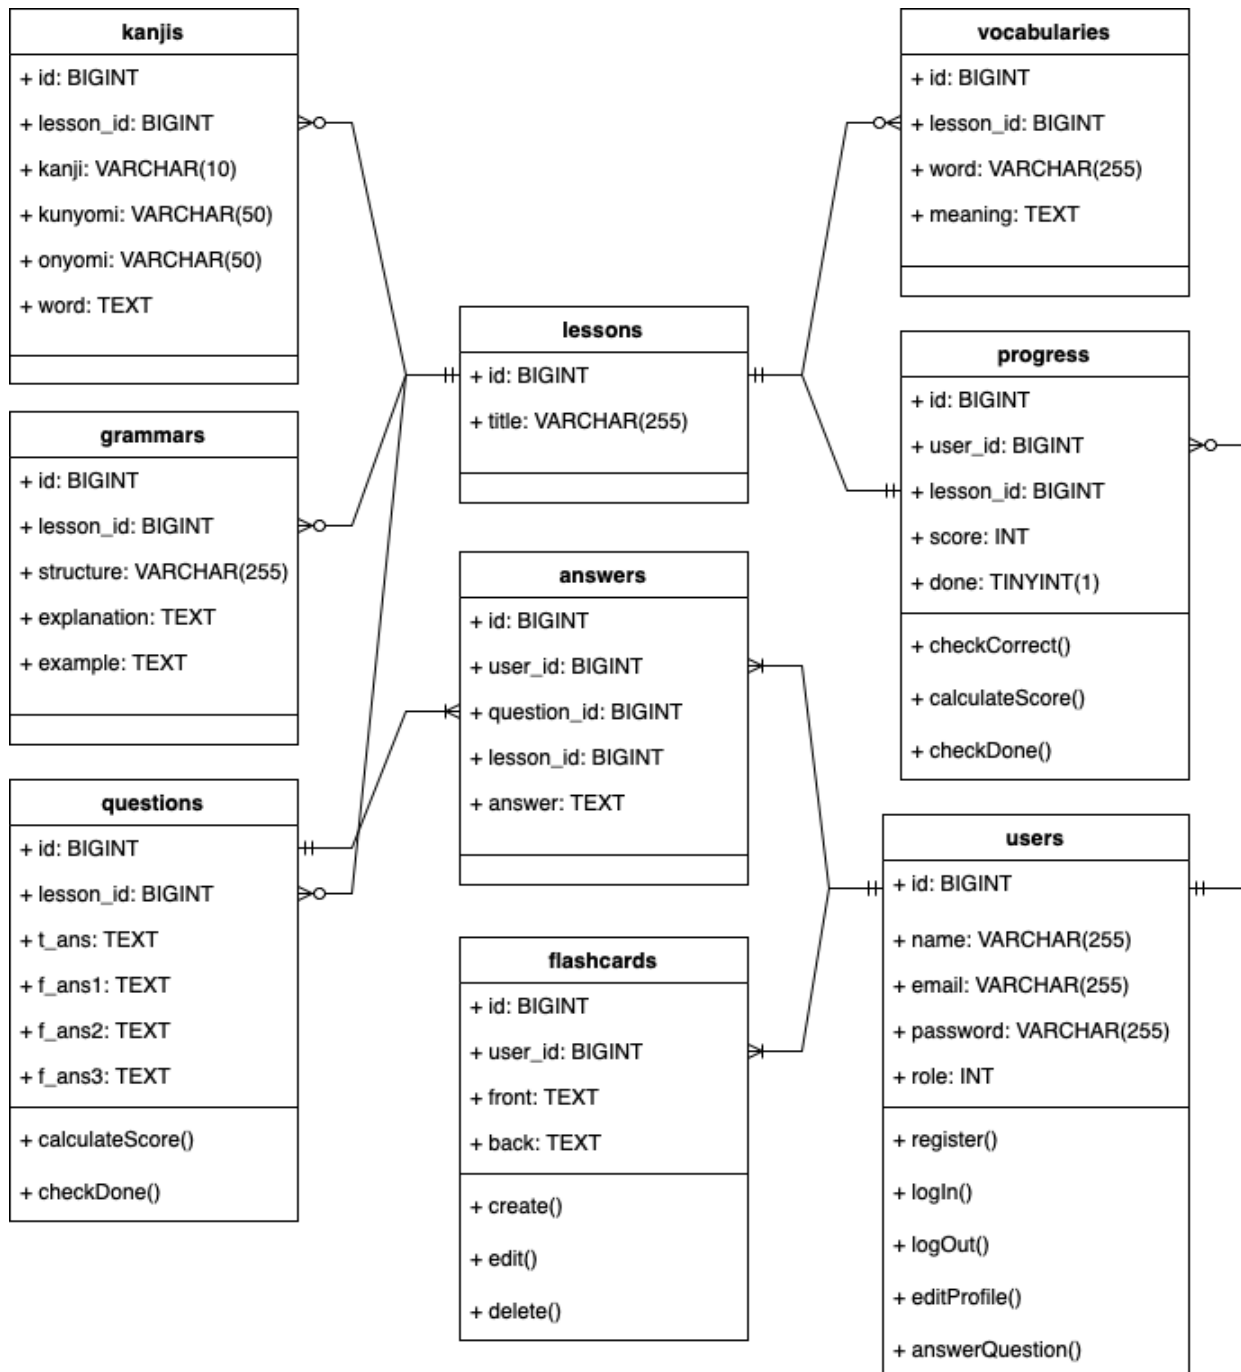 kanjis
+ id: BIGINT
+ lesson_id: BIGINT
+ kanji: VARCHAR(10)
+ kunyomi: VARCHAR(50)
+ onyomi: VARCHAR(50)
+ word: TEXT
grammars
+ id: BIGINT
+ lesson_id: BIGINT
+ structure: VARCHAR(255)
+ explanation: TEXT
+ example: TEXT
questions
+ id: BIGINT
+ lesson_id: BIGINT
+ t_ans: TEXT
+ f_ans1: TEXT
+ f_ans2: TEXT
+ f_ans3: TEXT
+ calculateScore()
+ checkDone()
lessons
+ id: BIGINT
+ title: VARCHAR(255)
answers
+ id: BIGINT
+ user_id: BIGINT
+ question_id: BIGINT
+ lesson_id: BIGINT
+ answer: TEXT
flashcards
+ id: BIGINT
+ user_id: BIGINT
+ front: TEXT
+ back: TEXT
+ create()
+ edit()
+ delete()
vocabularies
+ id: BIGINT
+ lesson_id: BIGINT
+ word: VARCHAR(255)
+ meaning: TEXT
progress
+ id: BIGINT
+ user_id: BIGINT
+ lesson_id: BIGINT
+ score: INT
+ done: TINYINT(1)
+ checkCorrect()
+ calculateScore()
+ checkDone()
users
+ id: BIGINT
+ name: VARCHAR(255)
+ email: VARCHAR(255)
+ password: VARCHAR(255)
+ role: INT
+ register()
+ logIn()
+ logOut()
+ editProfile()
+ answerQuestion()